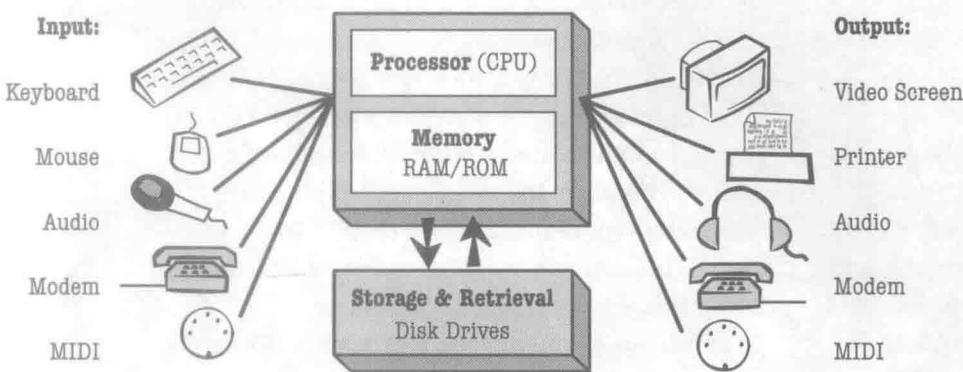 Input:
Keyboard
Mouse
Audio
Modem
MIDI
Processor (CPU)
Memory
RAM/ROM
Storage & Retrieval
Disk Drives
Output:
Video Screen
Printer
Audio
Modem
MIDI